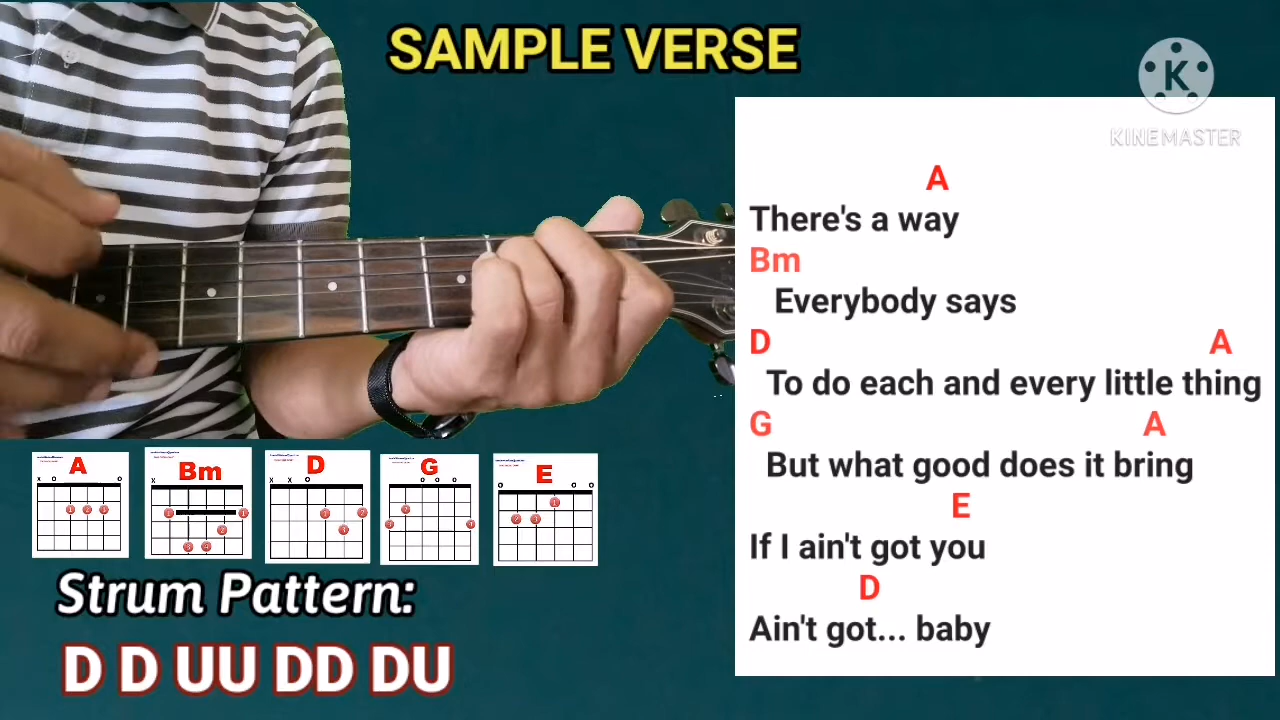 SAMPLE VERSE
K
KINEMASTER
A
There's a way
Bm
Everybody says
D A
To do each and every little thing
G A
But what good does it bring
E
If I ain't got you
D
Ain't got... baby
A Bm D G E
Strum Pattern:
D D UU DD DU